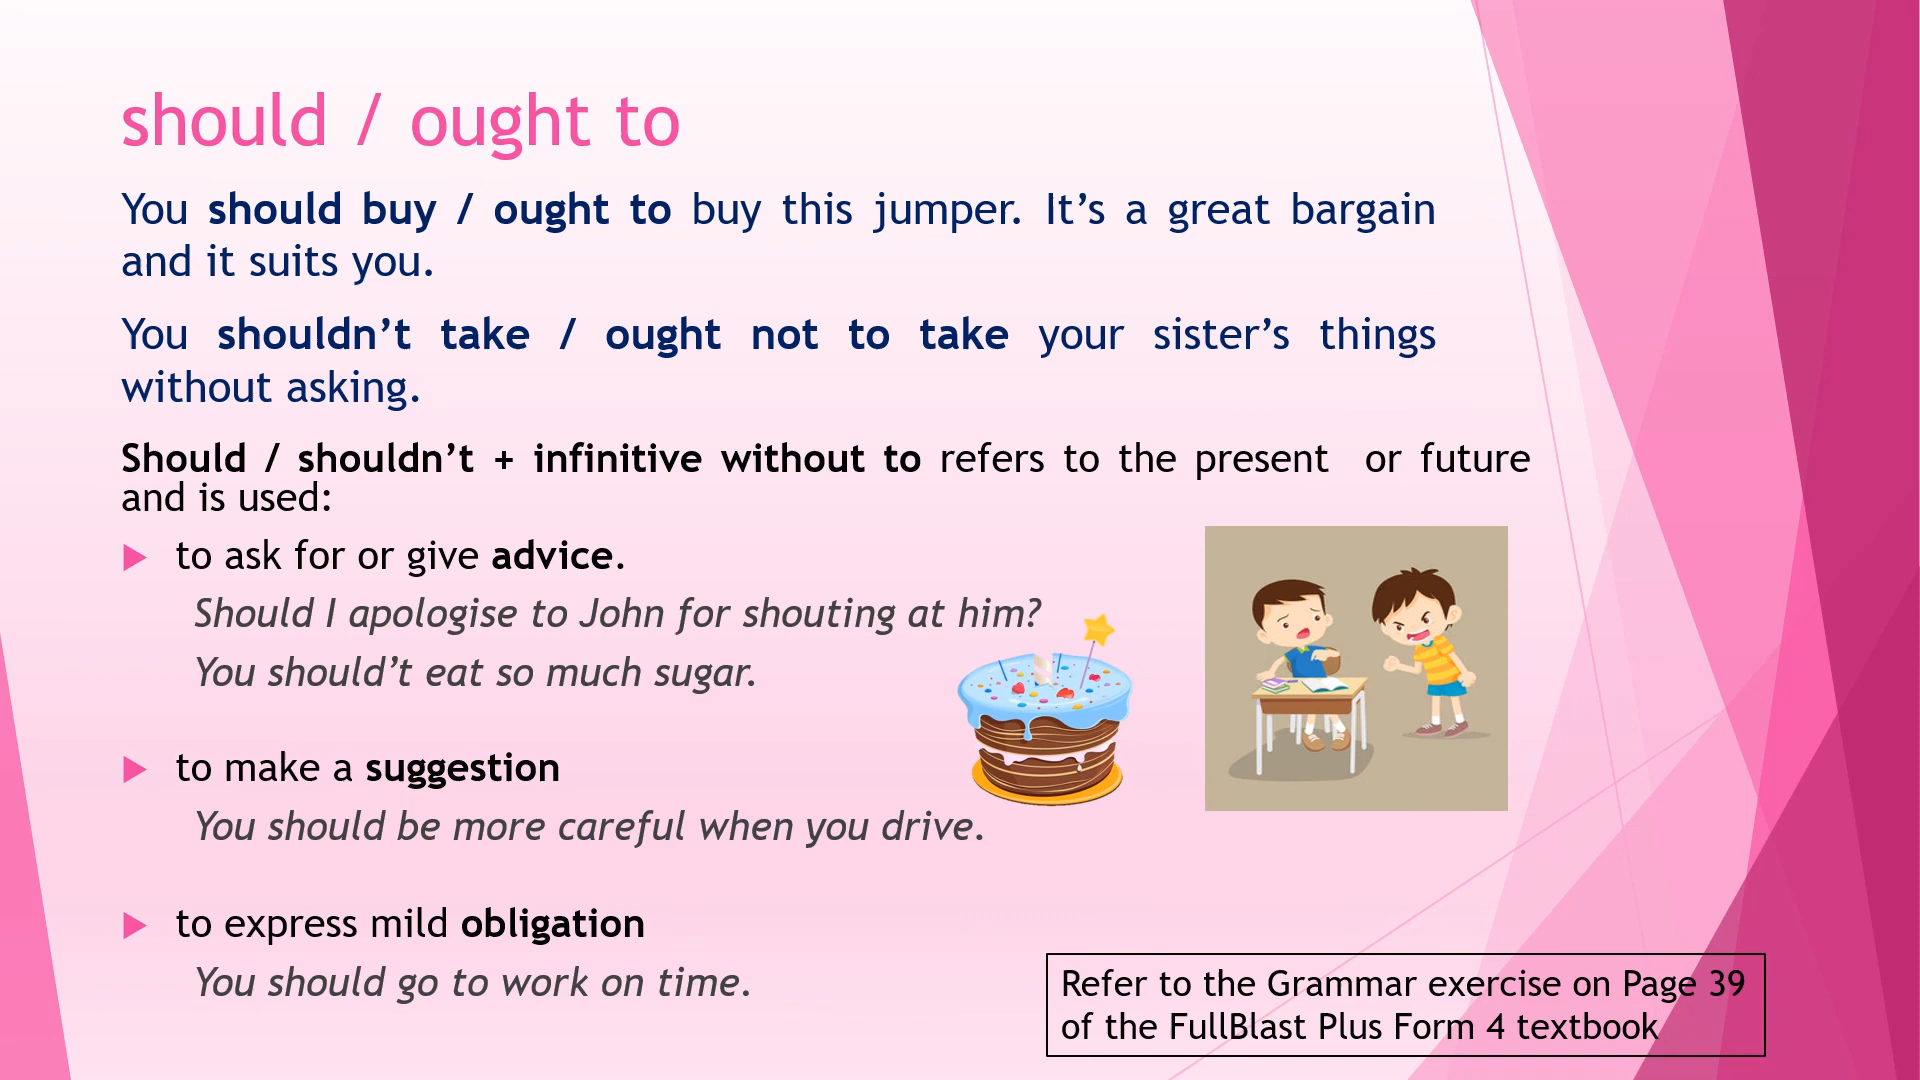 should / ought to
You should buy / ought to buy this jumper. It’s a great bargain
and it suits you.
You shouldn’t take / ought not to take your sister’s things
without asking.
Should / shouldn’t + infinitive without to refers to the present or future
and is used:
to ask for or give advice.
Should I apologise to John for shouting at him?
You should’t eat so much sugar.
to make a suggestion
You should be more careful when you drive.
to express mild obligation
You should go to work on time.
Refer to the Grammar exercise on Page 39
of the FullBlast Plus Form 4 textbook